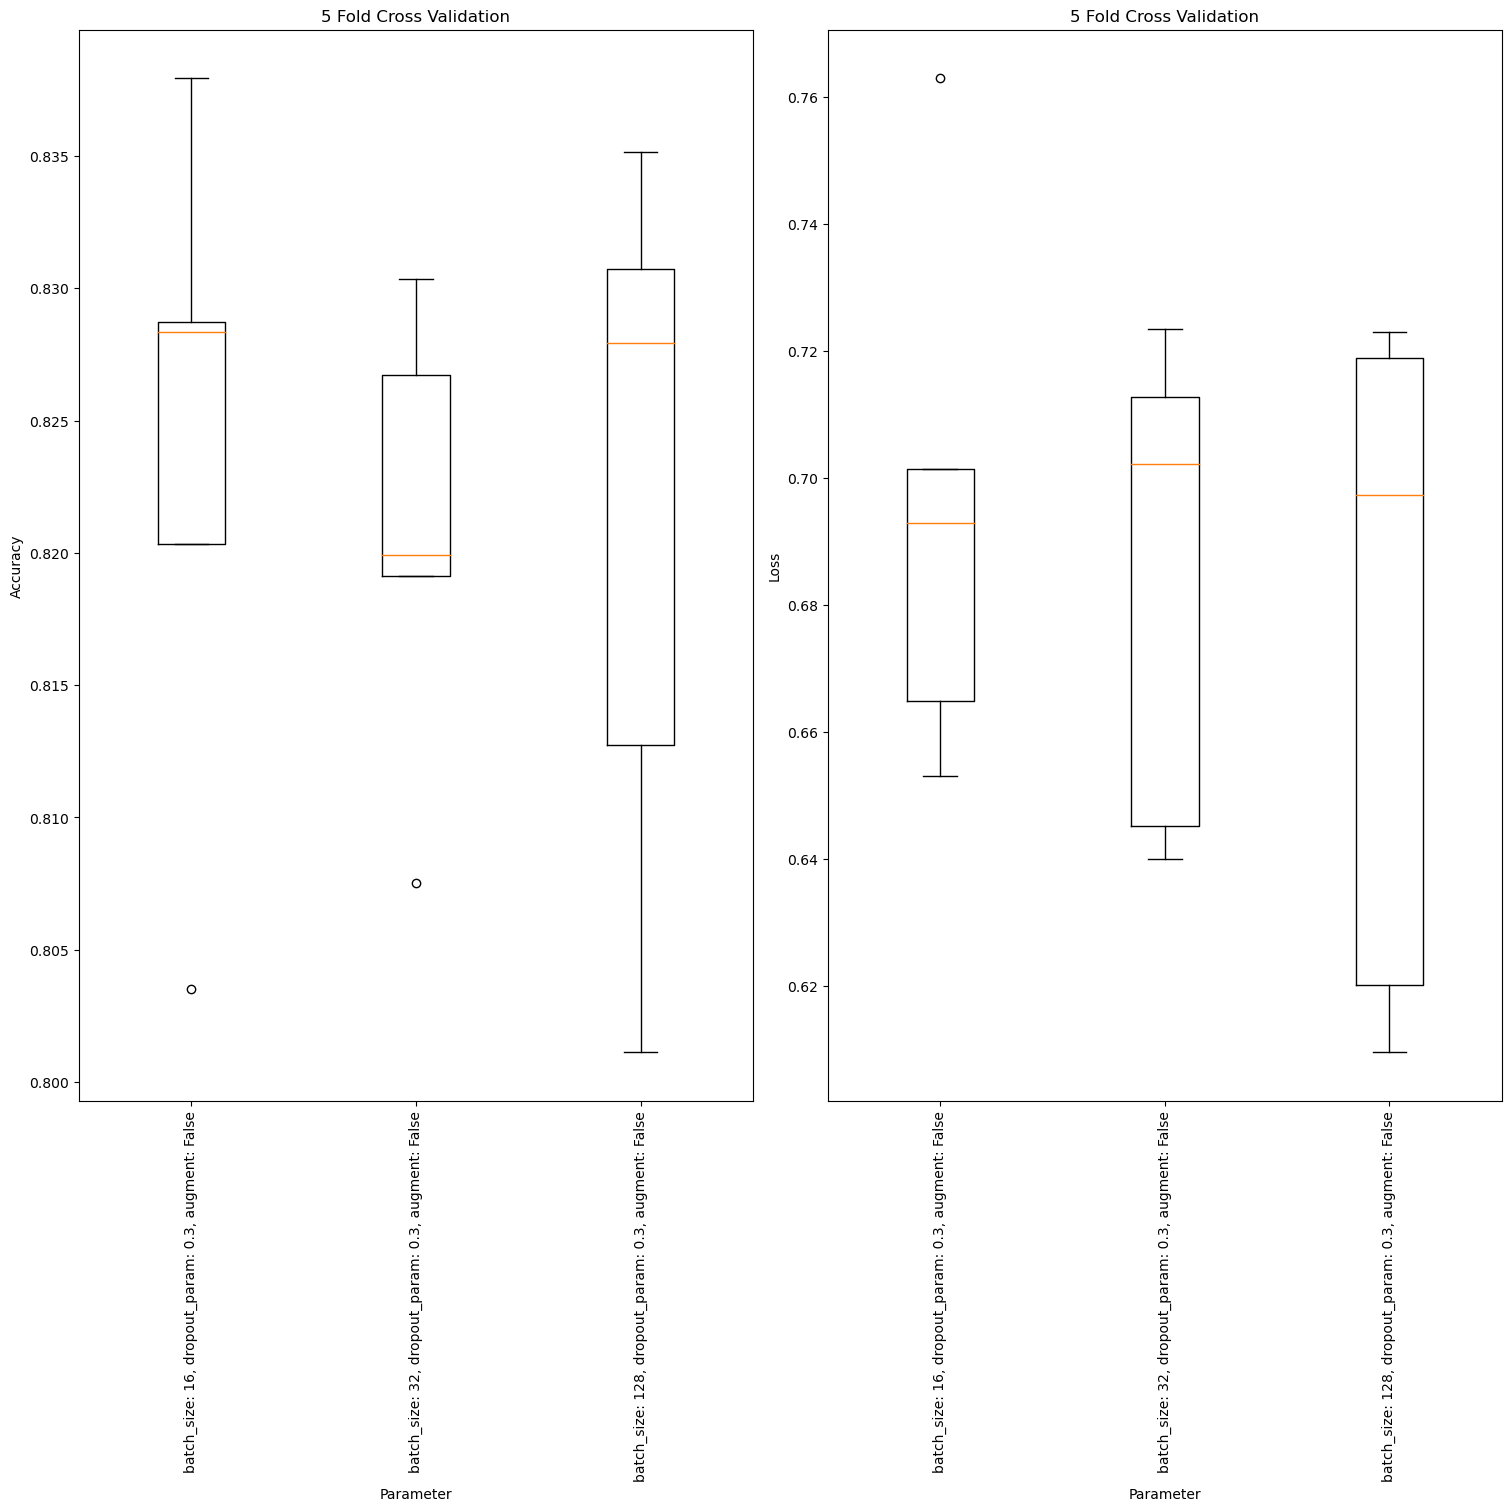 5 Fold Cross Validation
Accuracy
0.835
0.830
0.825
0.820
0.815
0.810
0.805
0.800
batch_size: 16, dropout_param: 0.3, augment: False
batch_size: 32, dropout_param: 0.3, augment: False
batch_size: 128, dropout_param: 0.3, augment: False
Parameter
5 Fold Cross Validation
Loss
0.76
0.74
0.72
0.70
0.68
0.66
0.64
0.62
batch_size: 16, dropout_param: 0.3, augment: False
batch_size: 32, dropout_param: 0.3, augment: False
batch_size: 128, dropout_param: 0.3, augment: False
Parameter